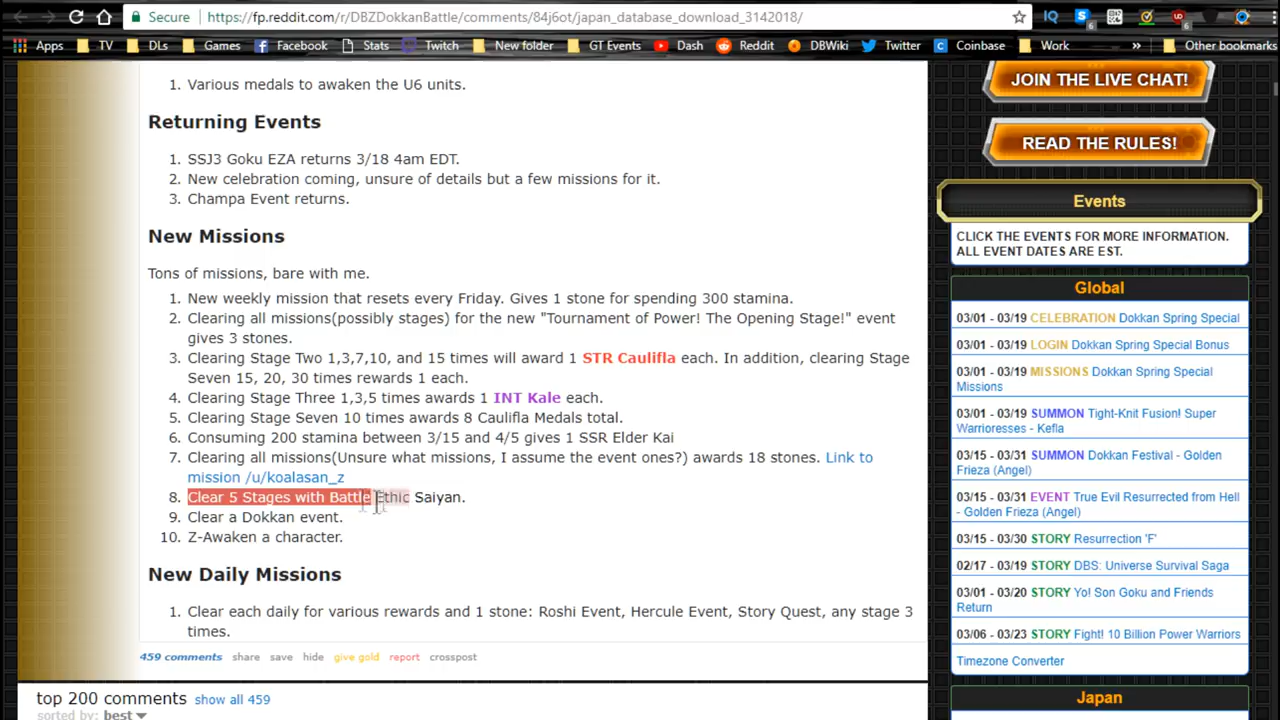 Secure
https://fp.reddit.com/r/DBZDokkanBattle/comments/84j6ot/japan_database_download_3142018/
Apps TV DLs Games Facebook Stats Twitch New folder GT Events Dash Reddit DBWiki Twitter Coinbase Work » Other bookmarks
1. Various medals to awaken the U6 units.
Returning Events
1. SSJ3 Goku EZA returns 3/18 4am EDT.
2. New celebration coming, unsure of details but a few missions for it.
3. Champa Event returns.
New Missions
Tons of missions, bare with me.
1. New weekly mission that resets every Friday. Gives 1 stone for spending 300 stamina.
2. Clearing all missions(possibly stages) for the new "Tournament of Power! The Opening Stage!" event
gives 3 stones.
3. Clearing Stage Two 1,3,7,10, and 15 times will award 1 STR Caulifla each. In addition, clearing Stage
Seven 15, 20, 30 times rewards 1 each.
4. Clearing Stage Three 1,3,5 times awards 1 INT Kale each.
5. Clearing Stage Seven 10 times awards 8 Caulifla Medals total.
6. Consuming 200 stamina between 3/15 and 4/5 gives 1 SSR Elder Kai
7. Clearing all missions(Unsure what missions, I assume the event ones?) awards 18 stones. Link to
mission /u/koalasan_z
8. Clear 5 Stages with Battle Ethic Saiyan.
9. Clear a Dokkan event.
10. Z-Awaken a character.
New Daily Missions
1. Clear each daily for various rewards and 1 stone: Rishi Event, Hercule Event, Story Quest, any stage 3
times.
459 comments share save hide give gold report crosspost
top 200 comments show all 459
sorted by: best
JOIN THE LIVE CHAT!
READ THE RULES!
Events
CLICK THE EVENTS FOR MORE INFORMATION.
ALL EVENT DATES ARE EST.
Global
03/01 - 03/19 CELEBRATION Dokkan Spring Special
03/01 - 03/19 LOGIN Dokkan Spring Special Bonus
03/01 - 03/19 MISSIONS Dokkan Spring Special
Missions
03/01 - 03/19 SUMMON Tight-Knit Fusion! Super
Warrioresses - Kefla
03/15 - 03/31 SUMMON Dokkan Festival - Golden
Frieza (Angel)
03/15 - 03/31 EVENT True Evil Resurrected from Hell
- Golden Frieza (Angel)
03/15 - 03/30 STORY Resurrection 'F'
02/17 - 03/19 STORY DBS: Universe Survival Saga
03/01 - 03/20 STORY Yo! Son Goku and Friends
Return
03/06 - 03/23 STORY Fight! 10 Billion Power Warriors
Timezone Converter
Japan